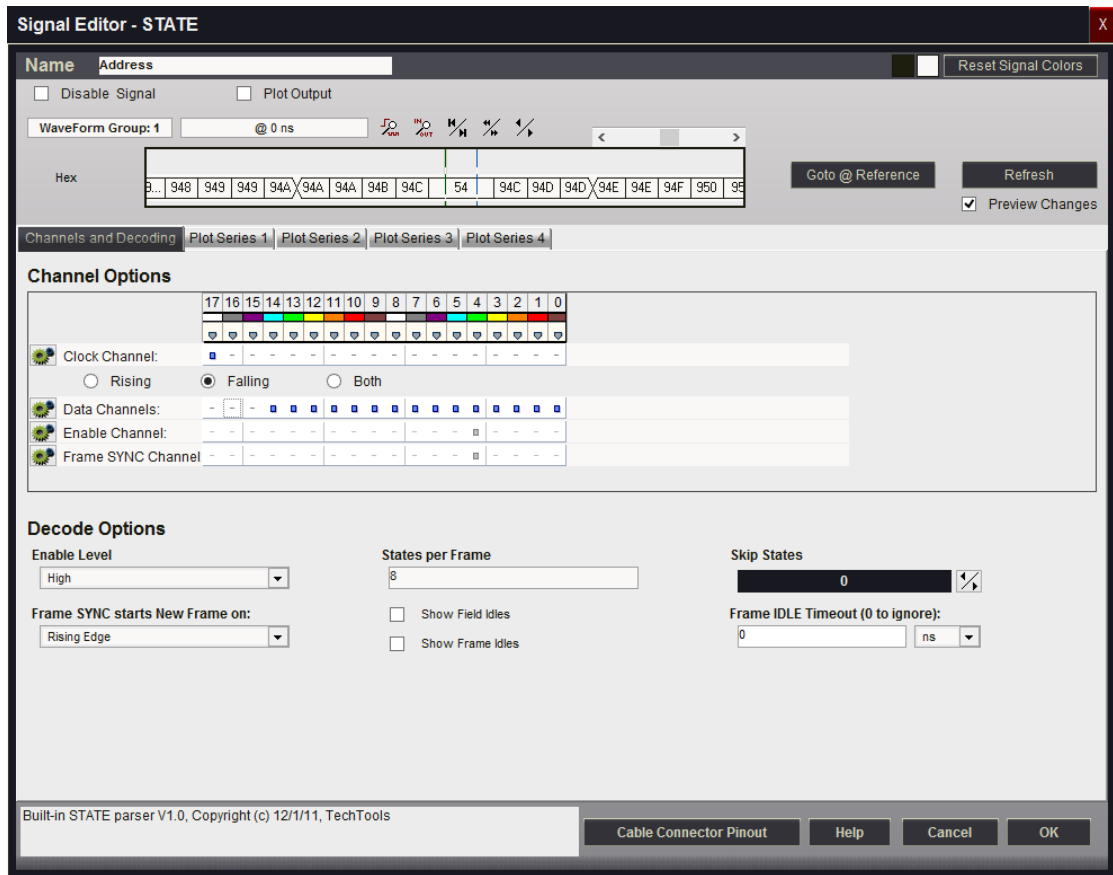 Signal Editor - STATE
X
Name Address Reset Signal Colors
Disable Signal Plot Output
WaveForm Group: 1 @ 0 ns IN OUT
< >
Hex 948 949 949 94A 94A 94A 94B 94C 54 94C 94D 94D 94E 94E 94F 950 95 Goto @ Reference Refresh
Preview Changes
Channels and Decoding Plot Series 1 Plot Series 2 Plot Series 3 Plot Series 4
Channel Options
17 16 15 14 13 12 11 10 9 8 7 6 5 4 3 2 1 0
Clock Channel:
Rising Falling Both
Data Channels:
Enable Channel:
Frame SYNC Channel
Decode Options
Enable Level States per Frame Skip States
High 8 0
Frame SYNC starts New Frame on: Show Field Idles Frame IDLE Timeout (0 to ignore):
Rising Edge Show Frame Idles 0 ns
Built-in STATE parser V1.0, Copyright (c) 12/1/11, TechTools
Cable Connector Pinout Help Cancel OK